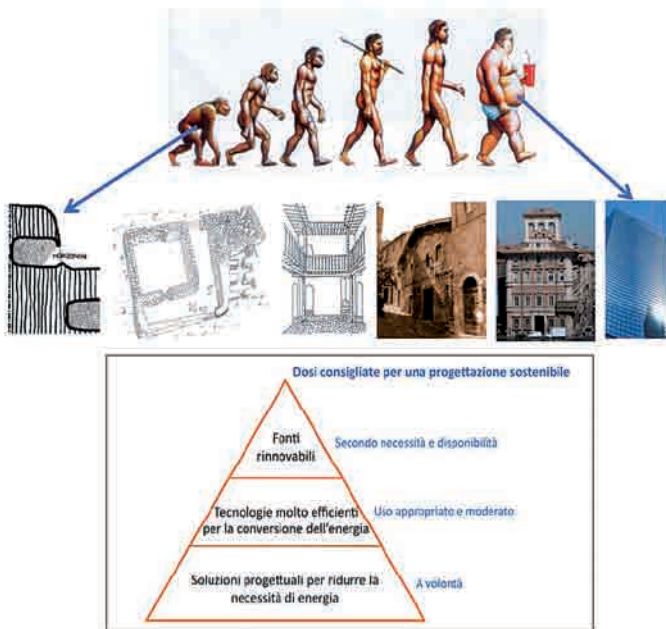 Dosi consigliate per una progettazione sostenibile
Fonti
rinnovabili
Secondo necessità e disponibilità
Tecnologie molto efficienti
per la conversione dell'energia
Uso appropriato e moderato
Soluzioni progettuali per ridurre la
necessità di energia
A volontà